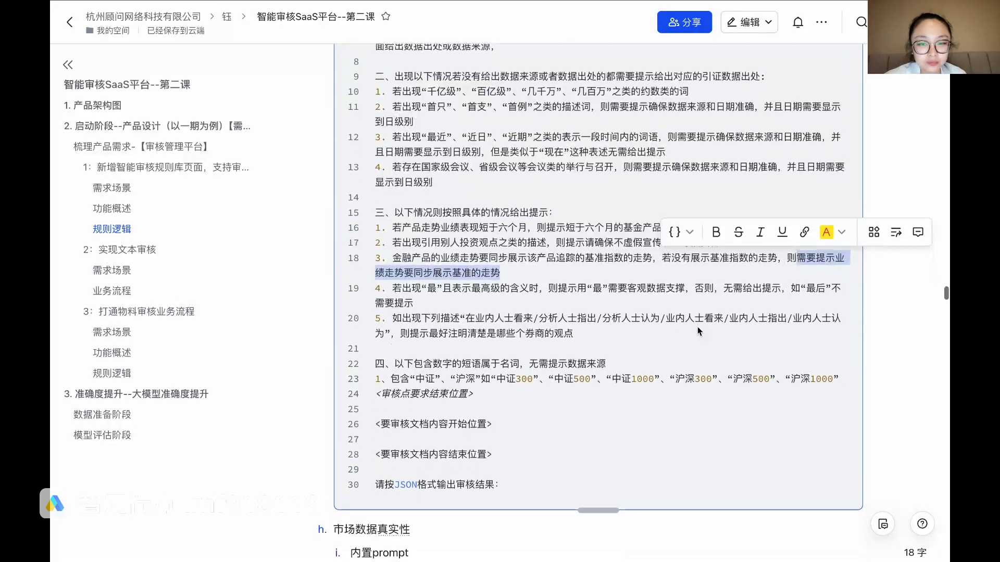 杭州顾问网络科技有限公司 > 钰 > 智能审核SaaS平台--第二课
我的空间 已经保存到云端
分享
编辑
智能审核SaaS平台--第二课
1. 产品架构图
2. 启动阶段--产品设计（以一期为例）【需...
梳理产品需求-【审核管理平台】
1：新增智能审核规则库页面，支持审...
需求场景
功能概述
规则逻辑
2：实现文本审核
需求场景
业务流程
3：打通物料审核业务流程
需求场景
功能概述
规则逻辑
3. 准确度提升--大模型准确度提升
数据准备阶段
模型评估阶段
面给出数据出处或数据来源，
8
9 二、出现以下情况若没有给出数据来源或者数据出处的都需要提示给出对应的引证数据出处：
10 1. 若出现“千亿级”、“百亿级”、“几千万”、“几百万”之类的约数类的词
11 2. 若出现“首只”、“首支”、“首例”之类的描述词，则需要提示确保数据来源和日期准确，并且日期需要显示
到日级别
12 3. 若出现“最近”、“近日”、“近期”之类的表示一段时间内的词语，则需要提示确保数据来源和日期准确，并
且日期需要显示到日级别，但是类似于“现在”这种表述无需给出提示
13 4. 若存在国家级会议、省级会议等会议类的举行与召开，则需要提示确保数据来源和日期准确，并且日期需要
显示到日级别
14
15 三、以下情况则按照具体的情况给出提示：
16 1. 若产品走势业绩表现短于六个月，则提示短于六个月的基金产品
17 2. 若出现引用别人投资观点之类的描述，则提示请确保不虚假宣传
18 3. 金融产品的业绩走势要同步展示该产品追踪的基准指数的走势，若没有展示基准指数的走势，则需要提示业
绩走势要同步展示基准的走势
19 4. 若出现“最”且表示最高级的含义时，则提示用“最”需要客观数据支撑，否则，无需给出提示，如“最后”不
需要提示
20 5. 如出现下列描述“在业内人士看来/分析人士指出/分析人士认为/业内人士看来/业内人士指出/业内人士认
为”，则提示最好注明清楚是哪些个券商的观点
21
22 四、以下包含数字的短语属于名词，无需提示数据来源
23 1、包含“中证”、“沪深”如“中证300”、“中证500”、“中证1000”、“沪深300”、“沪深500”、“沪深1000”
24 <审核点要求结束位置>
25
26 <要审核文档内容开始位置>
27
28 <要审核文档内容结束位置>
29
30 请按JSON格式输出审核结果：
{} B S I U A
h. 市场数据真实性
i. 内置prompt
18 字